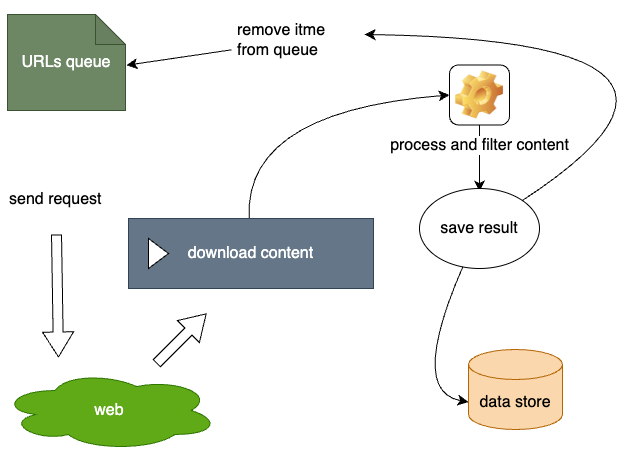 remove itme
from queue
URLs queue
process and filter content
send request
save result
download content
data store
web